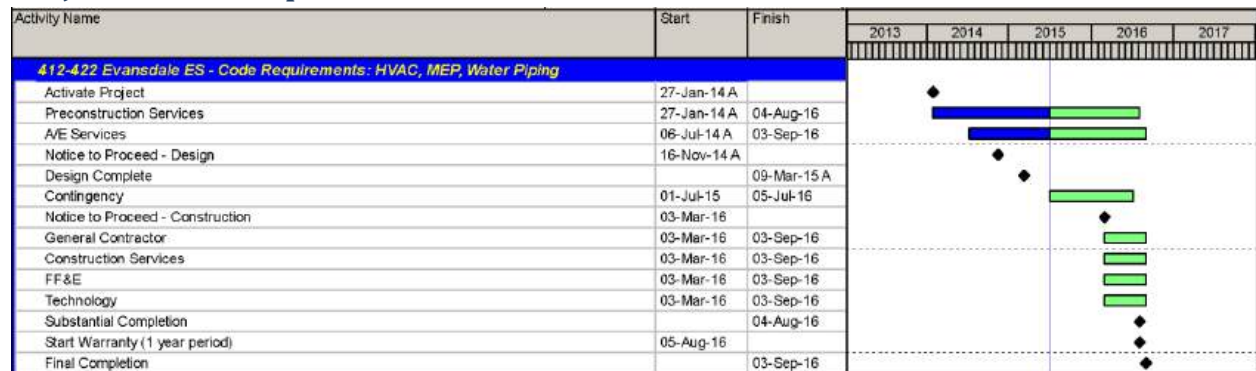 Activity Name Start Finish
2013 2014 2015 2016 2017
412-422 Evansdale ES - Code Requirements: HVAC, MEP, Water Piping
Activate Project 27-Jan-14 A
Preconstruction Services 27-Jan-14 A 04-Aug-16
A/E Services 06-Jul-14 A 03-Sep-16
Notice to Proceed - Design 16-Nov-14 A
Design Complete 09-Mar-15 A
Contingency 01-Jul-15 05-Jul-16
Notice to Proceed - Construction 03-Mar-16
General Contractor 03-Mar-16 03-Sep-16
Construction Services 03-Mar-16 03-Sep-16
FF&E 03-Mar-16 03-Sep-16
Technology 03-Mar-16 03-Sep-16
Substantial Completion 04-Aug-16
Start Warranty (1 year period) 05-Aug-16
Final Completion 03-Sep-16